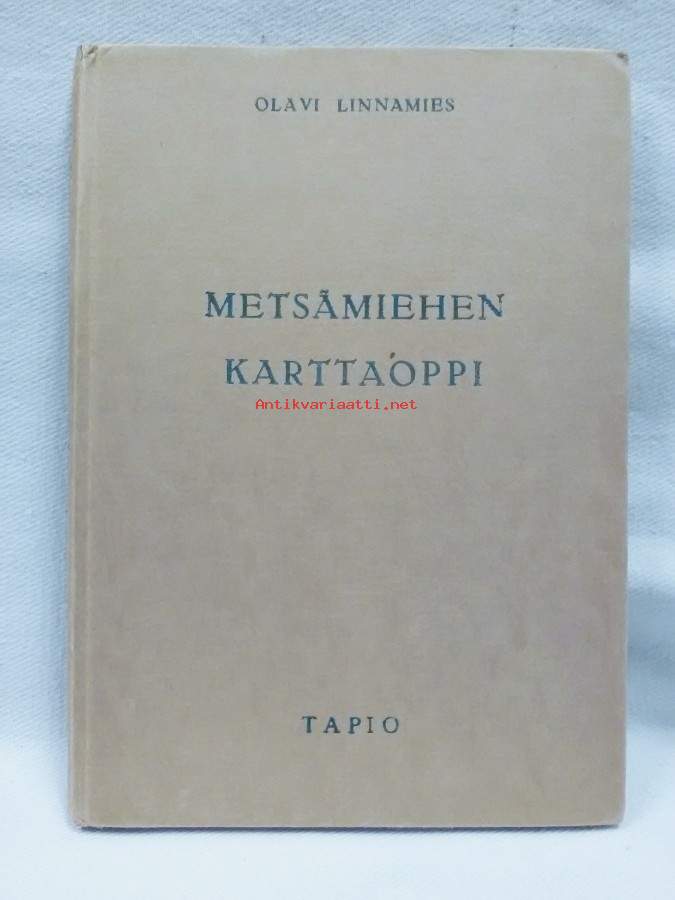 OLAVI LINNAMIES
METSÄMIEHEN
KARTTAOPPI
Antikvariaatti.net
TAPIO